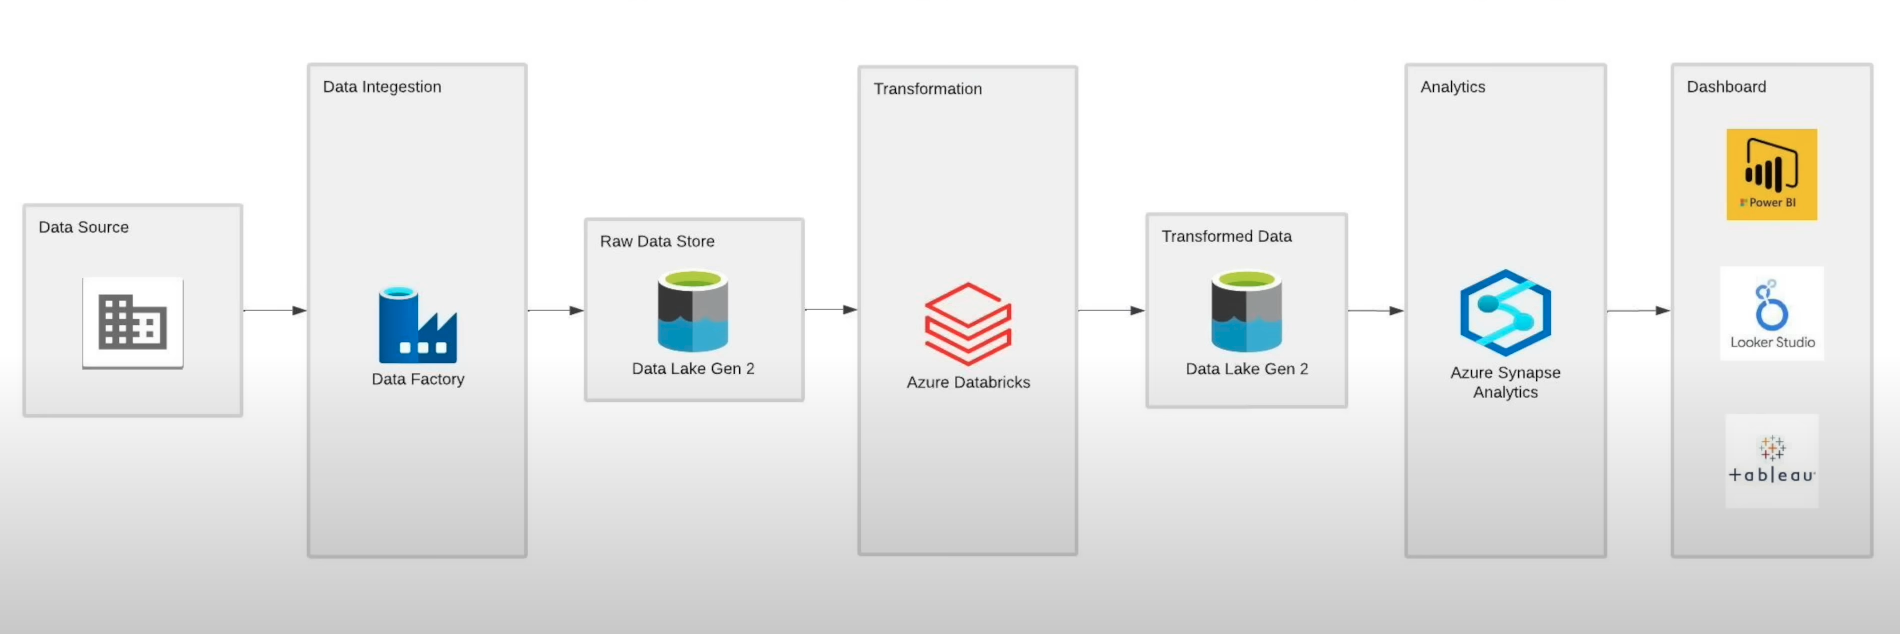 Data Source
Data Integestion
Data Factory
Raw Data Store
Data Lake Gen 2
Transformation
Azure Databricks
Transformed Data
Data Lake Gen 2
Analytics
Azure Synapse
Analytics
Dashboard
Power BI
Looker Studio
+ableau